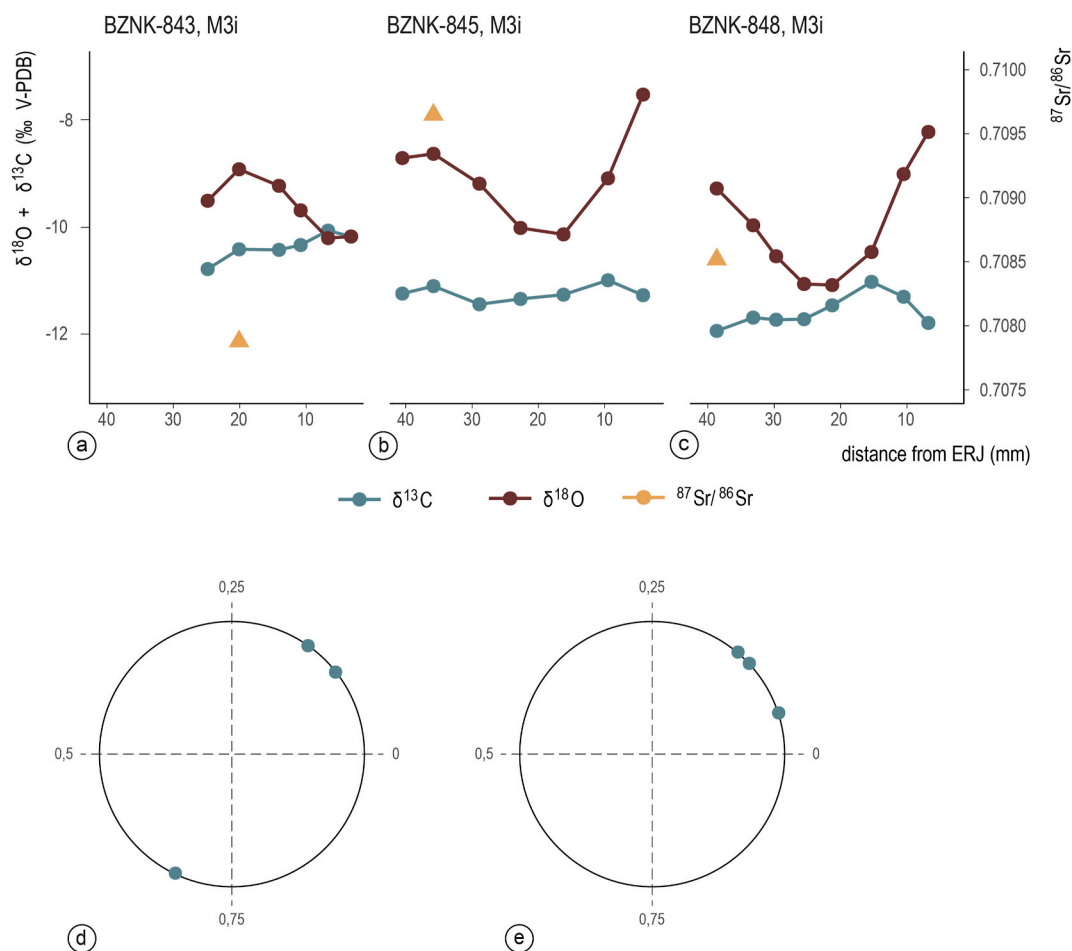 BZNK-843, M3i
BZNK-845, M3i
BZNK-848, M3i
δ18O + δ13C (‰ V-PDB)
-8
-10
-12
87Sr/86Sr
0.7100
0.7095
0.7090
0.7085
0.7080
0.7075
40 30 20 10
40 30 20 10
40 30 20 10
a
b
c
distance from ERJ (mm)
δ13C δ18O 87Sr/86Sr
0,25
0,5
0
0,75
d
0,25
0,5
0
0,75
e